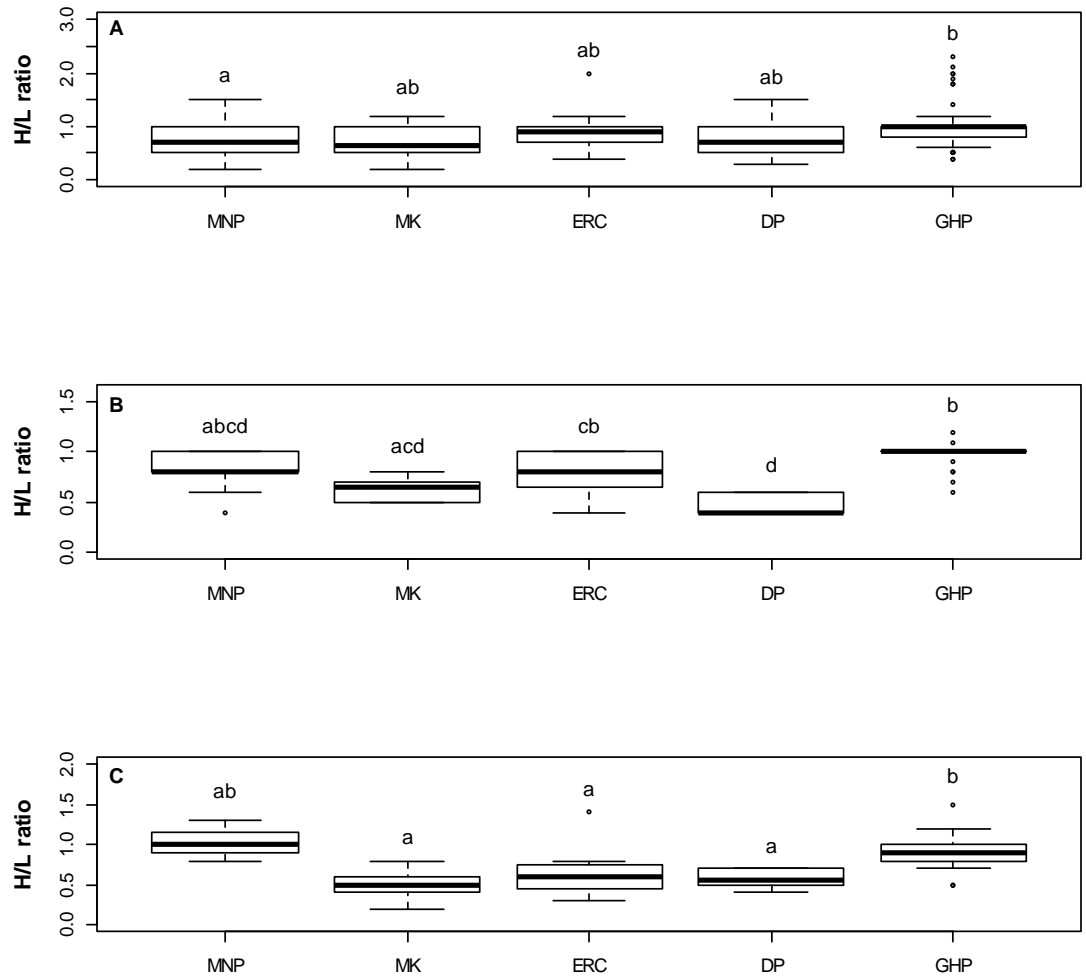 A
H/L ratio
3.0
2.0
1.0
0.0
a
ab
ab
ab
b
MNP MK ERC DP GHP
B
H/L ratio
1.5
1.0
0.5
0.0
abcd
acd
cb
d
b
MNP MK ERC DP GHP
C
H/L ratio
2.0
1.5
1.0
0.5
0.0
ab
a
a
a
b
MNP MK ERC DP GHP